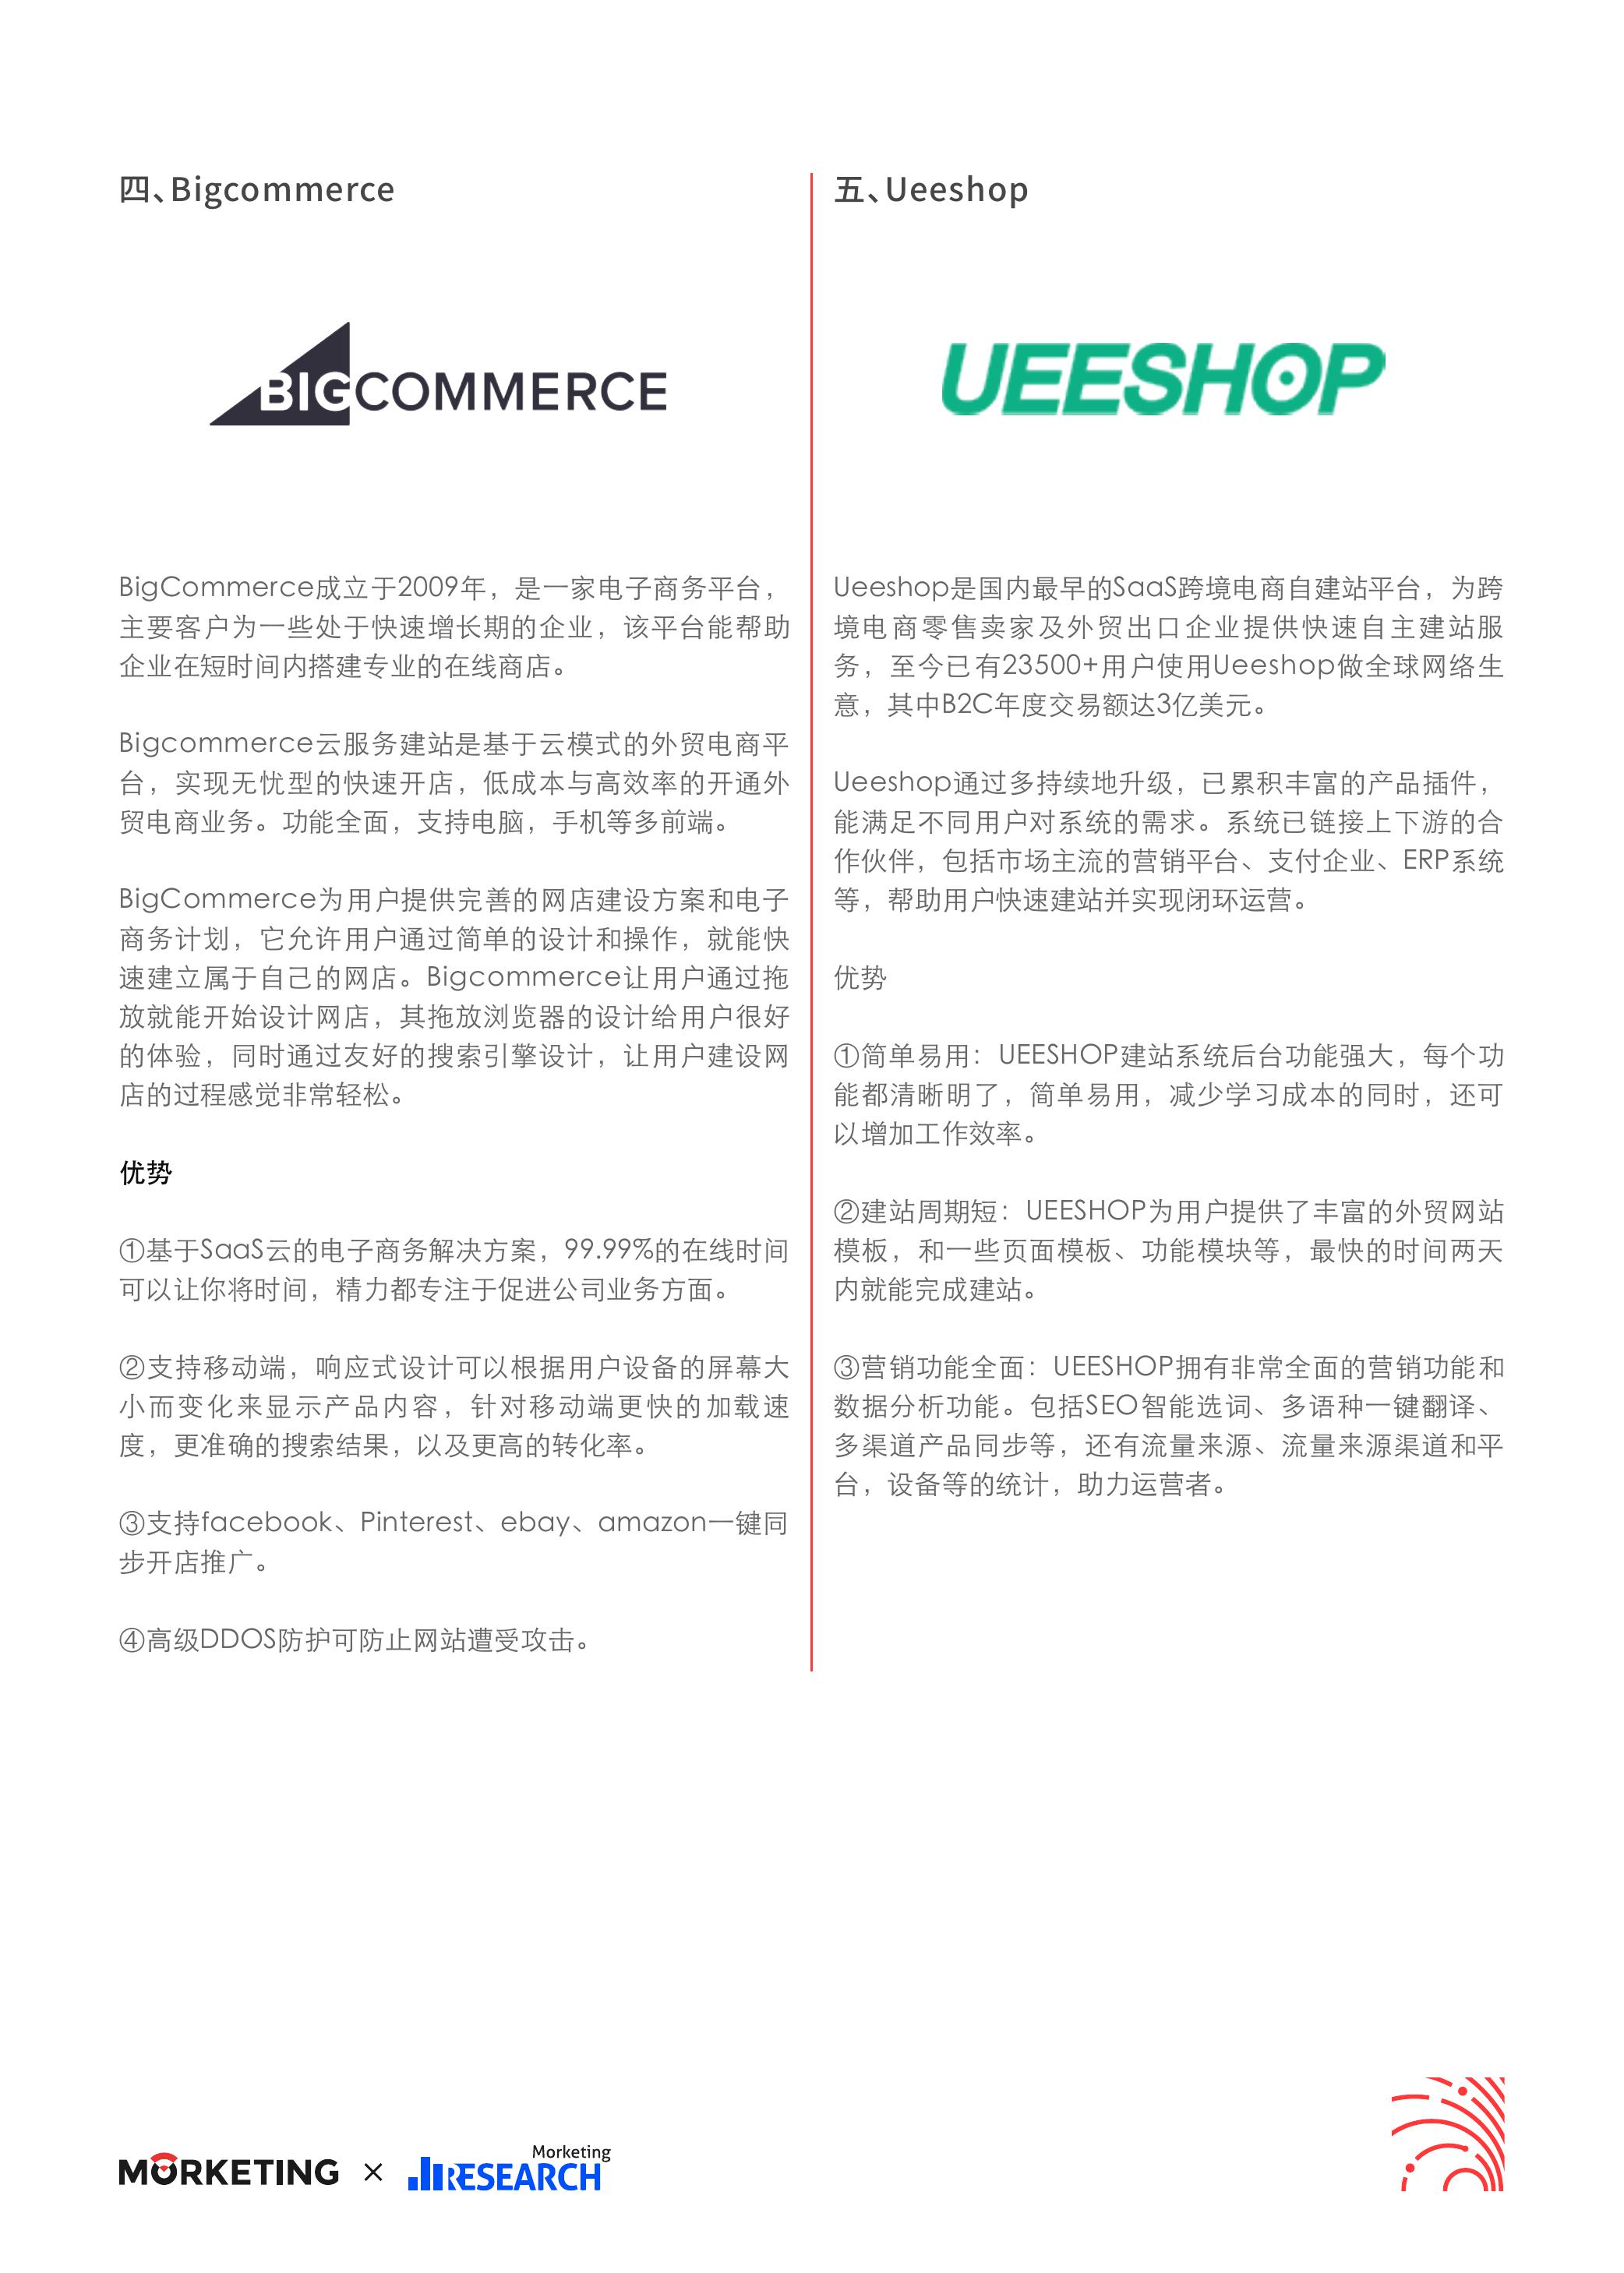 四、Bigcommerce
BIGCOMMERCE
BigCommerce成立于2009年，是一家电子商务平台，
主要客户为一些处于快速增长期的企业，该平台能帮助
企业在短时间内搭建专业的在线商店。
Bigcommerce云服务建站是基于云模式的外贸电商平
台，实现无忧型的快速开店，低成本与高效率的开通外
贸电商业务。功能全面，支持电脑，手机等多前端。
BigCommerce为用户提供完善的网店建设方案和电子
商务计划，它允许用户通过简单的设计和操作，就能快
速建立属于自己的网店。Bigcommerce让用户通过拖
放就能开始设计网店，其拖放浏览器的设计给用户很好
的体验，同时通过友好的搜索引擎设计，让用户建设网
店的过程感觉非常轻松。
优势
①基于SaaS云的电子商务解决方案，99.99%的在线时间
可以让你将时间，精力都专注于促进公司业务方面。
②支持移动端，响应式设计可以根据用户设备的屏幕大
小而变化来显示产品内容，针对移动端更快的加载速
度，更准确的搜索结果，以及更高的转化率。
③支持facebook、Pinterest、ebay、amazon一键同
步开店推广。
④高级DDOS防护可防止网站遭受攻击。
五、Ueeshop
UEESHOP
Ueeshop是国内最早的SaaS跨境电商自建站平台，为跨
境电商零售卖家及外贸出口企业提供快速自主建站服
务，至今已有23500+用户使用Ueeshop做全球网络生
意，其中B2C年度交易额达3亿美元。
Ueeshop通过多持续地升级，已累积丰富的产品插件，
能满足不同用户对系统的需求。系统已链接上下游的合
作伙伴，包括市场主流的营销平台、支付企业、ERP系统
等，帮助用户快速建站并实现闭环运营。
优势
①简单易用：UEESHOP建站系统后台功能强大，每个功
能都清晰明了，简单易用，减少学习成本的同时，还可
以增加工作效率。
②建站周期短：UEESHOP为用户提供了丰富的外贸网站
模板，和一些页面模板、功能模块等，最快的时间两天
内就能完成建站。
③营销功能全面：UEESHOP拥有非常全面的营销功能和
数据分析功能。包括SEO智能选词、多语种一键翻译、
多渠道产品同步等，还有流量来源、流量来源渠道和平
台，设备等的统计，助力运营者。
MORKETING × Morketing RESEARCH